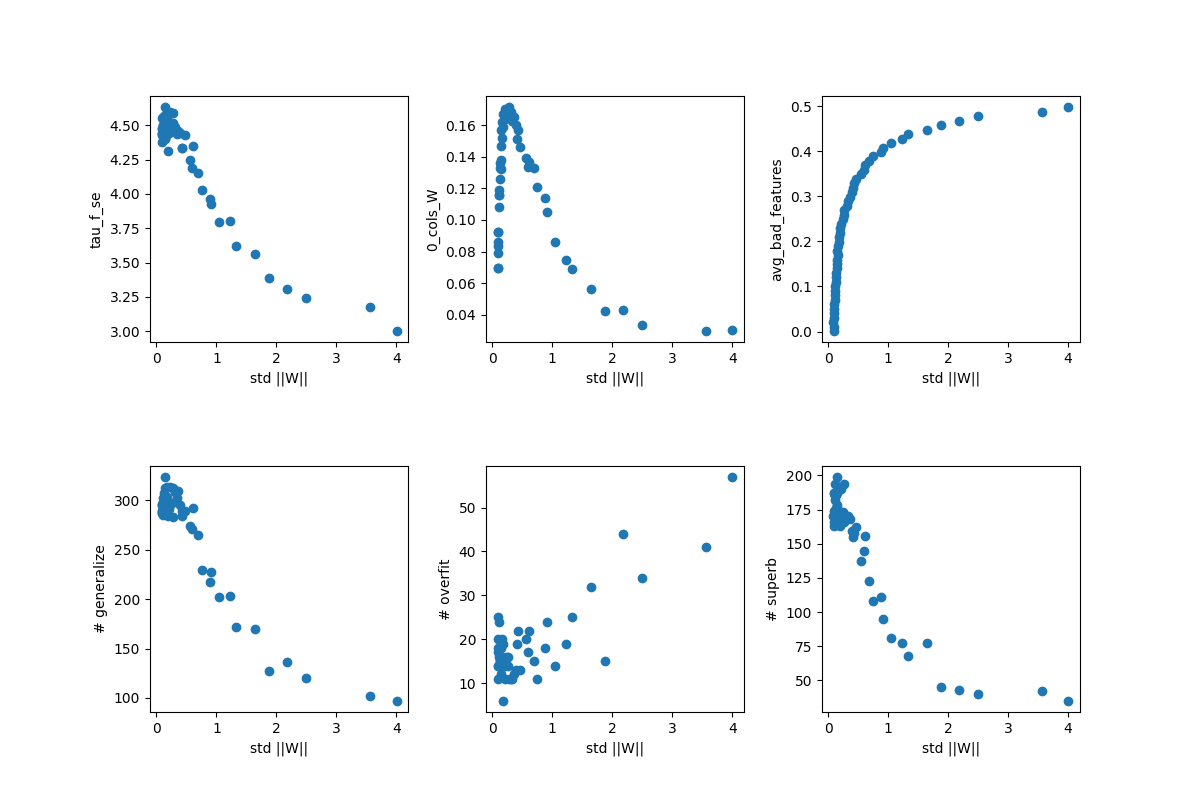 tau_f_se
4.50
4.25
4.00
3.75
3.50
3.25
3.00
0 1 2 3 4
std ||W||
0_cols_W
0.16
0.14
0.12
0.10
0.08
0.06
0.04
0 1 2 3 4
std ||W||
avg_bad_features
0.5
0.4
0.3
0.2
0.1
0.0
0 1 2 3 4
std ||W||
# generalize
300
250
200
150
100
0 1 2 3 4
std ||W||
# overfit
50
40
30
20
10
0 1 2 3 4
std ||W||
# superb
200
175
150
125
100
75
50
0 1 2 3 4
std ||W||